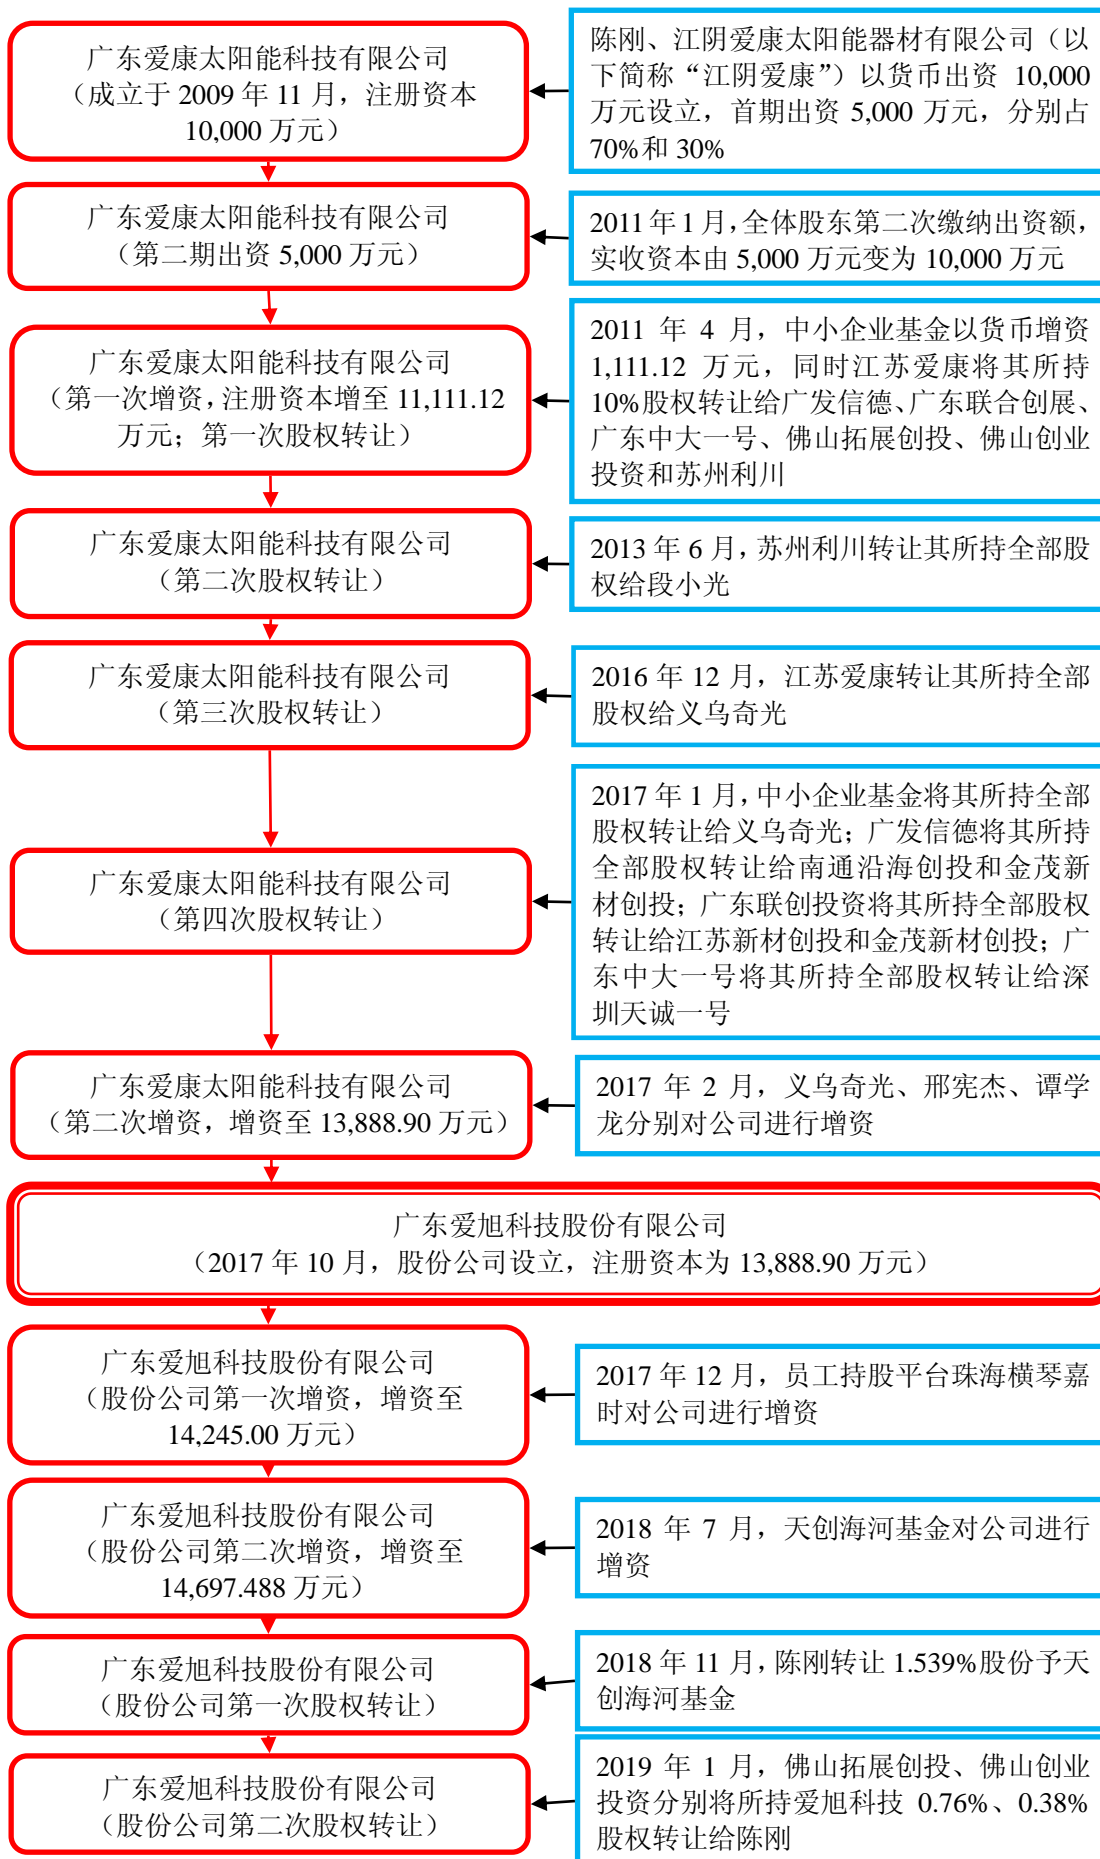 广东爱康太阳能科技有限公司
（成立于 2009 年 11 月，注册资本
10,000 万元）
陈刚、江阴爱康太阳能器材有限公司（以
下简称“江阴爱康”）以货币出资 10,000
万元设立，首期出资 5,000 万元，分别占
70%和 30%
广东爱康太阳能科技有限公司
（第二期出资 5,000 万元）
2011 年 1 月，全体股东第二次缴纳出资额，
实收资本由 5,000 万元变为 10,000 万元
广东爱康太阳能科技有限公司
（第一次增资，注册资本增至 11,111.12
万元；第一次股权转让）
2011 年 4 月，中小企业基金以货币增资
1,111.12 万元，同时江苏爱康将其所持
10%股权转让给广发信德、广东联合创展、
广东中大一号、佛山拓展创投、佛山创业
投资和苏州利川
广东爱康太阳能科技有限公司
（第二次股权转让）
2013 年 6 月，苏州利川转让其所持全部股
权给段小光
广东爱康太阳能科技有限公司
（第三次股权转让）
2016 年 12 月，江苏爱康转让其所持全部
股权给义乌奇光
广东爱康太阳能科技有限公司
（第四次股权转让）
2017 年 1 月，中小企业基金将其所持全部
股权转让给义乌奇光；广发信德将其所持
全部股权转让给南通沿海创投和金茂新
材创投；广东联创投资将其所持全部股权
转让给江苏新材创投和金茂新材创投；广
东中大一号将其所持全部股权转让给深
圳天诚一号
广东爱康太阳能科技有限公司
（第二次增资，增资至 13,888.90 万元）
2017 年 2 月，义乌奇光、邢宪杰、谭学
龙分别对公司进行增资
广东爱旭科技股份有限公司
（2017 年 10 月，股份公司设立，注册资本为 13,888.90 万元）
广东爱旭科技股份有限公司
（股份公司第一次增资，增资至
14,245.00 万元）
2017 年 12 月，员工持股平台珠海横琴嘉
时对公司进行增资
广东爱旭科技股份有限公司
（股份公司第二次增资，增资至
14,697.488 万元）
2018 年 7 月，天创海河基金对公司进行
增资
广东爱旭科技股份有限公司
（股份公司第一次股权转让）
2018 年 11 月，陈刚转让 1.539%股份予天
创海河基金
广东爱旭科技股份有限公司
（股份公司第二次股权转让）
2019 年 1 月，佛山拓展创投、佛山创业
投资分别将所持爱旭科技 0.76%、0.38%
股权转让给陈刚